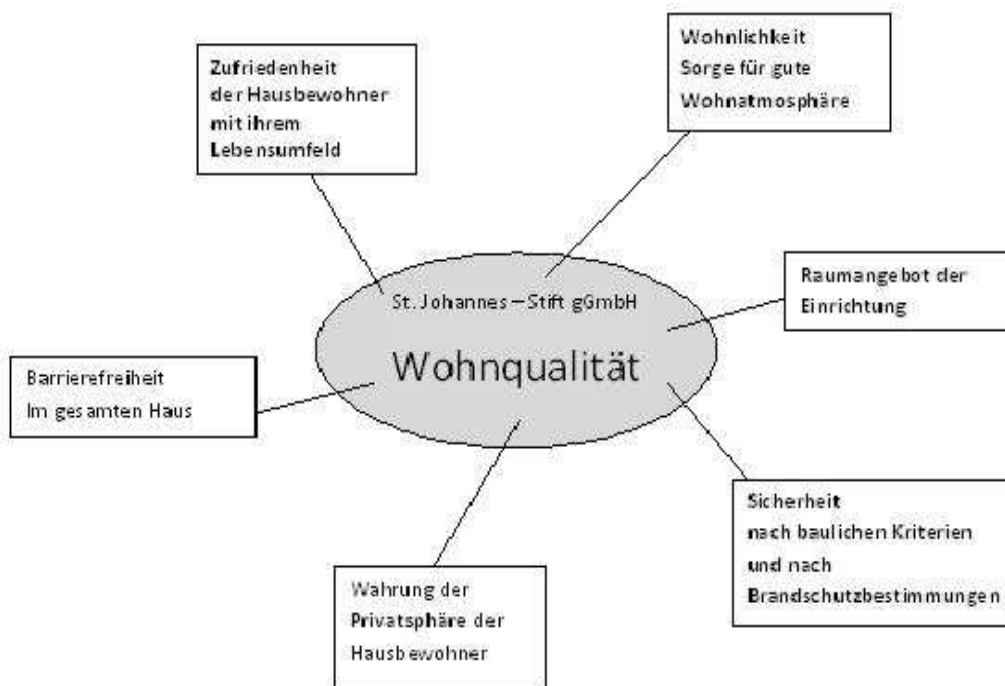 Zufriedenheit
der Hausbewohner
mit ihrem
Lebensumfeld
Wohnlichkeit
Sorge für gute
Wohnatmosphäre
St. Johannes – Stift gGmbH
Wohnqualität
Raumangebot der
Einrichtung
Barrierefreiheit
Im gesamten Haus
Sicherheit
nach baulichen Kriterien
und nach
Brandschutzbestimmungen
Wahrung der
Privatsphäre der
Hausbewohner